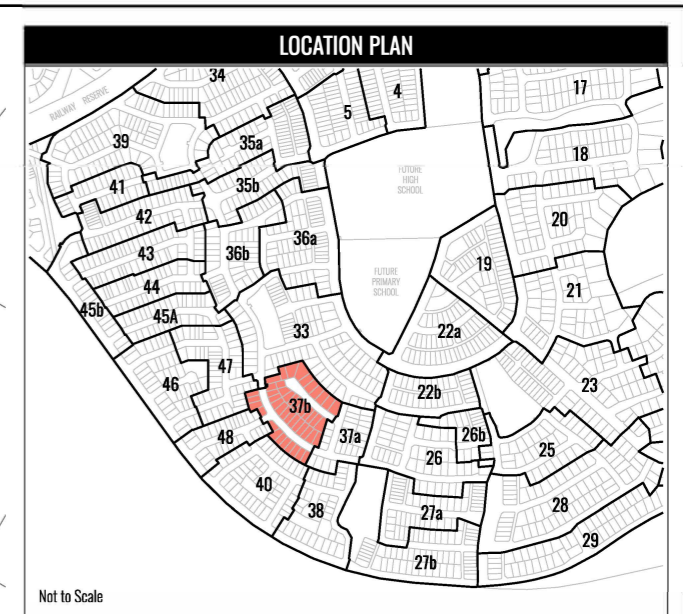 LOCATION PLAN
34
RAILWAY RESERVE
4
5
17
39
35a
18
41
35b
FUTURE
HIGH
SCHOOL
42
20
36a
43
36b
19
44
FUTURE
PRIMARY
SCHOOL
21
45b
45A
33
22a
47
46
22b
23
37b
48
37a
26b
26
25
40
38
27a
28
29
27b
Not to Scale